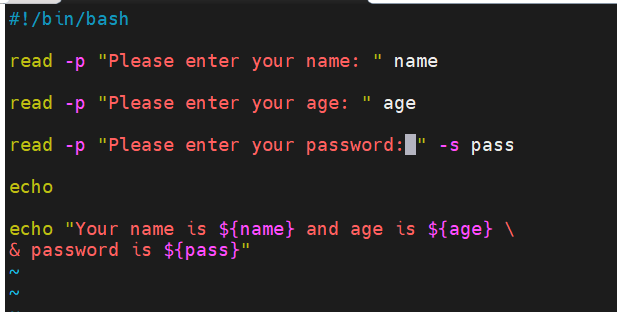 #!/bin/bash
read -p "Please enter your name: " name
read -p "Please enter your age: " age
read -p "Please enter your password: " -s pass
echo
echo "Your name is ${name} and age is ${age} \
& password is ${pass}"
~
~